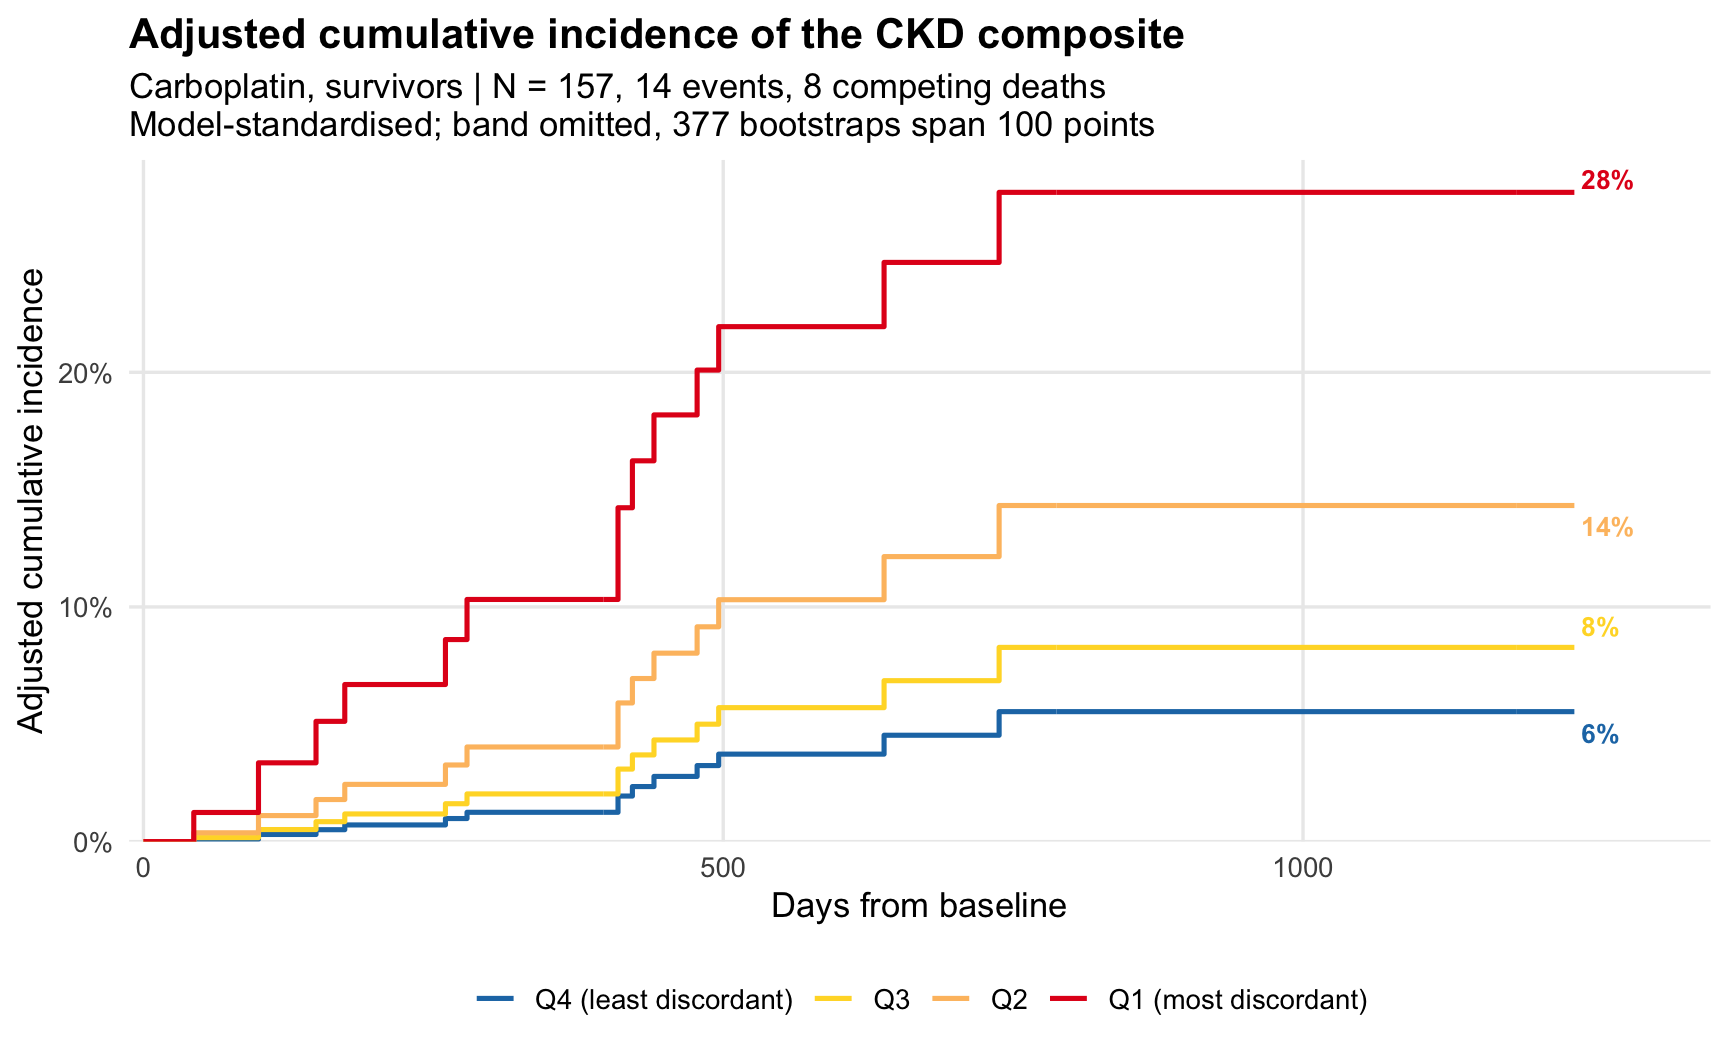 Adjusted cumulative incidence of the CKD composite
Carboplatin, survivors | N = 157, 14 events, 8 competing deaths
Model-standardised; band omitted, 377 bootstraps span 100 points
Adjusted cumulative incidence
20%
10%
0%
28%
14%
8%
6%
0
500
1000
Days from baseline
Q4 (least discordant)
Q3
Q2
Q1 (most discordant)